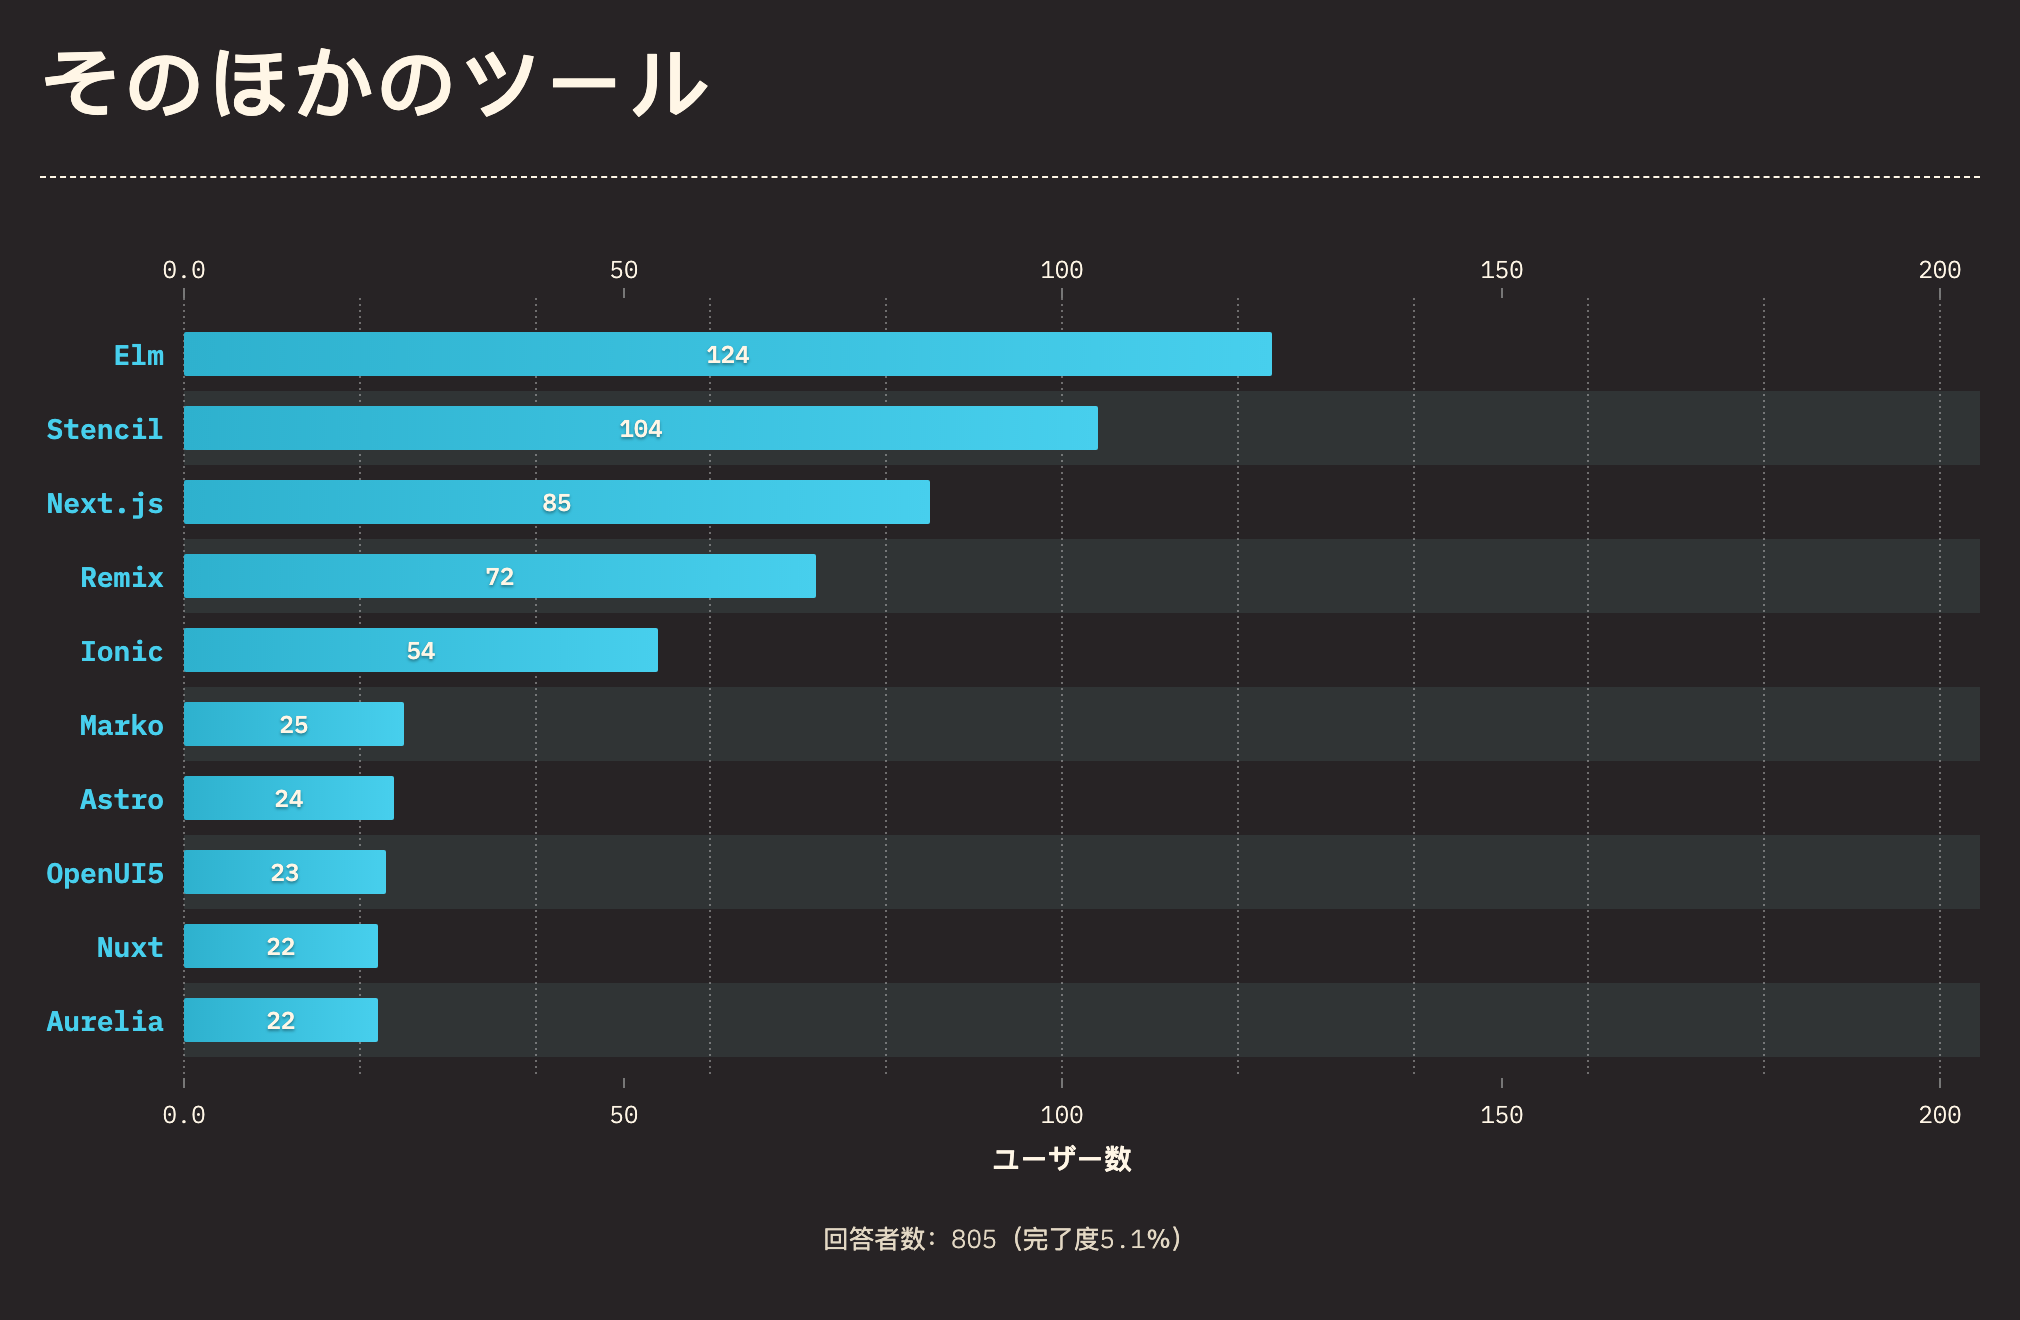 そのほかのツール
0.0 50 100 150 200
Elm 124
Stencil 104
Next.js 85
Remix 72
Ionic 54
Marko 25
Astro 24
OpenUI5 23
Nuxt 22
Aurelia 22
0.0 50 100 150 200
ユーザー数
回答者数: 805 (完了度5.1%)